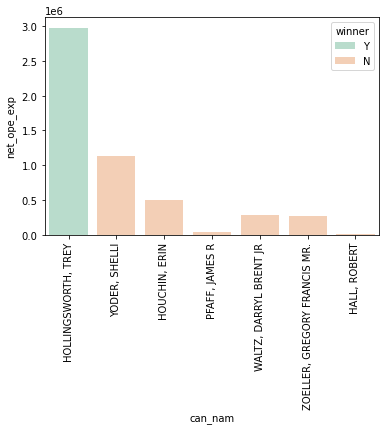 1e6
3.0
2.5
2.0
1.5
1.0
0.5
0.0
net_ope_exp
winner
Y
N
HOLLINGSWORTH, TREY
YODER, SHELLI
HOUCHIN, ERIN
PFAFF, JAMES R
WALTZ, DARRYL BRENT JR
ZOELLER, GREGORY FRANCIS MR.
HALL, ROBERT
can_nam